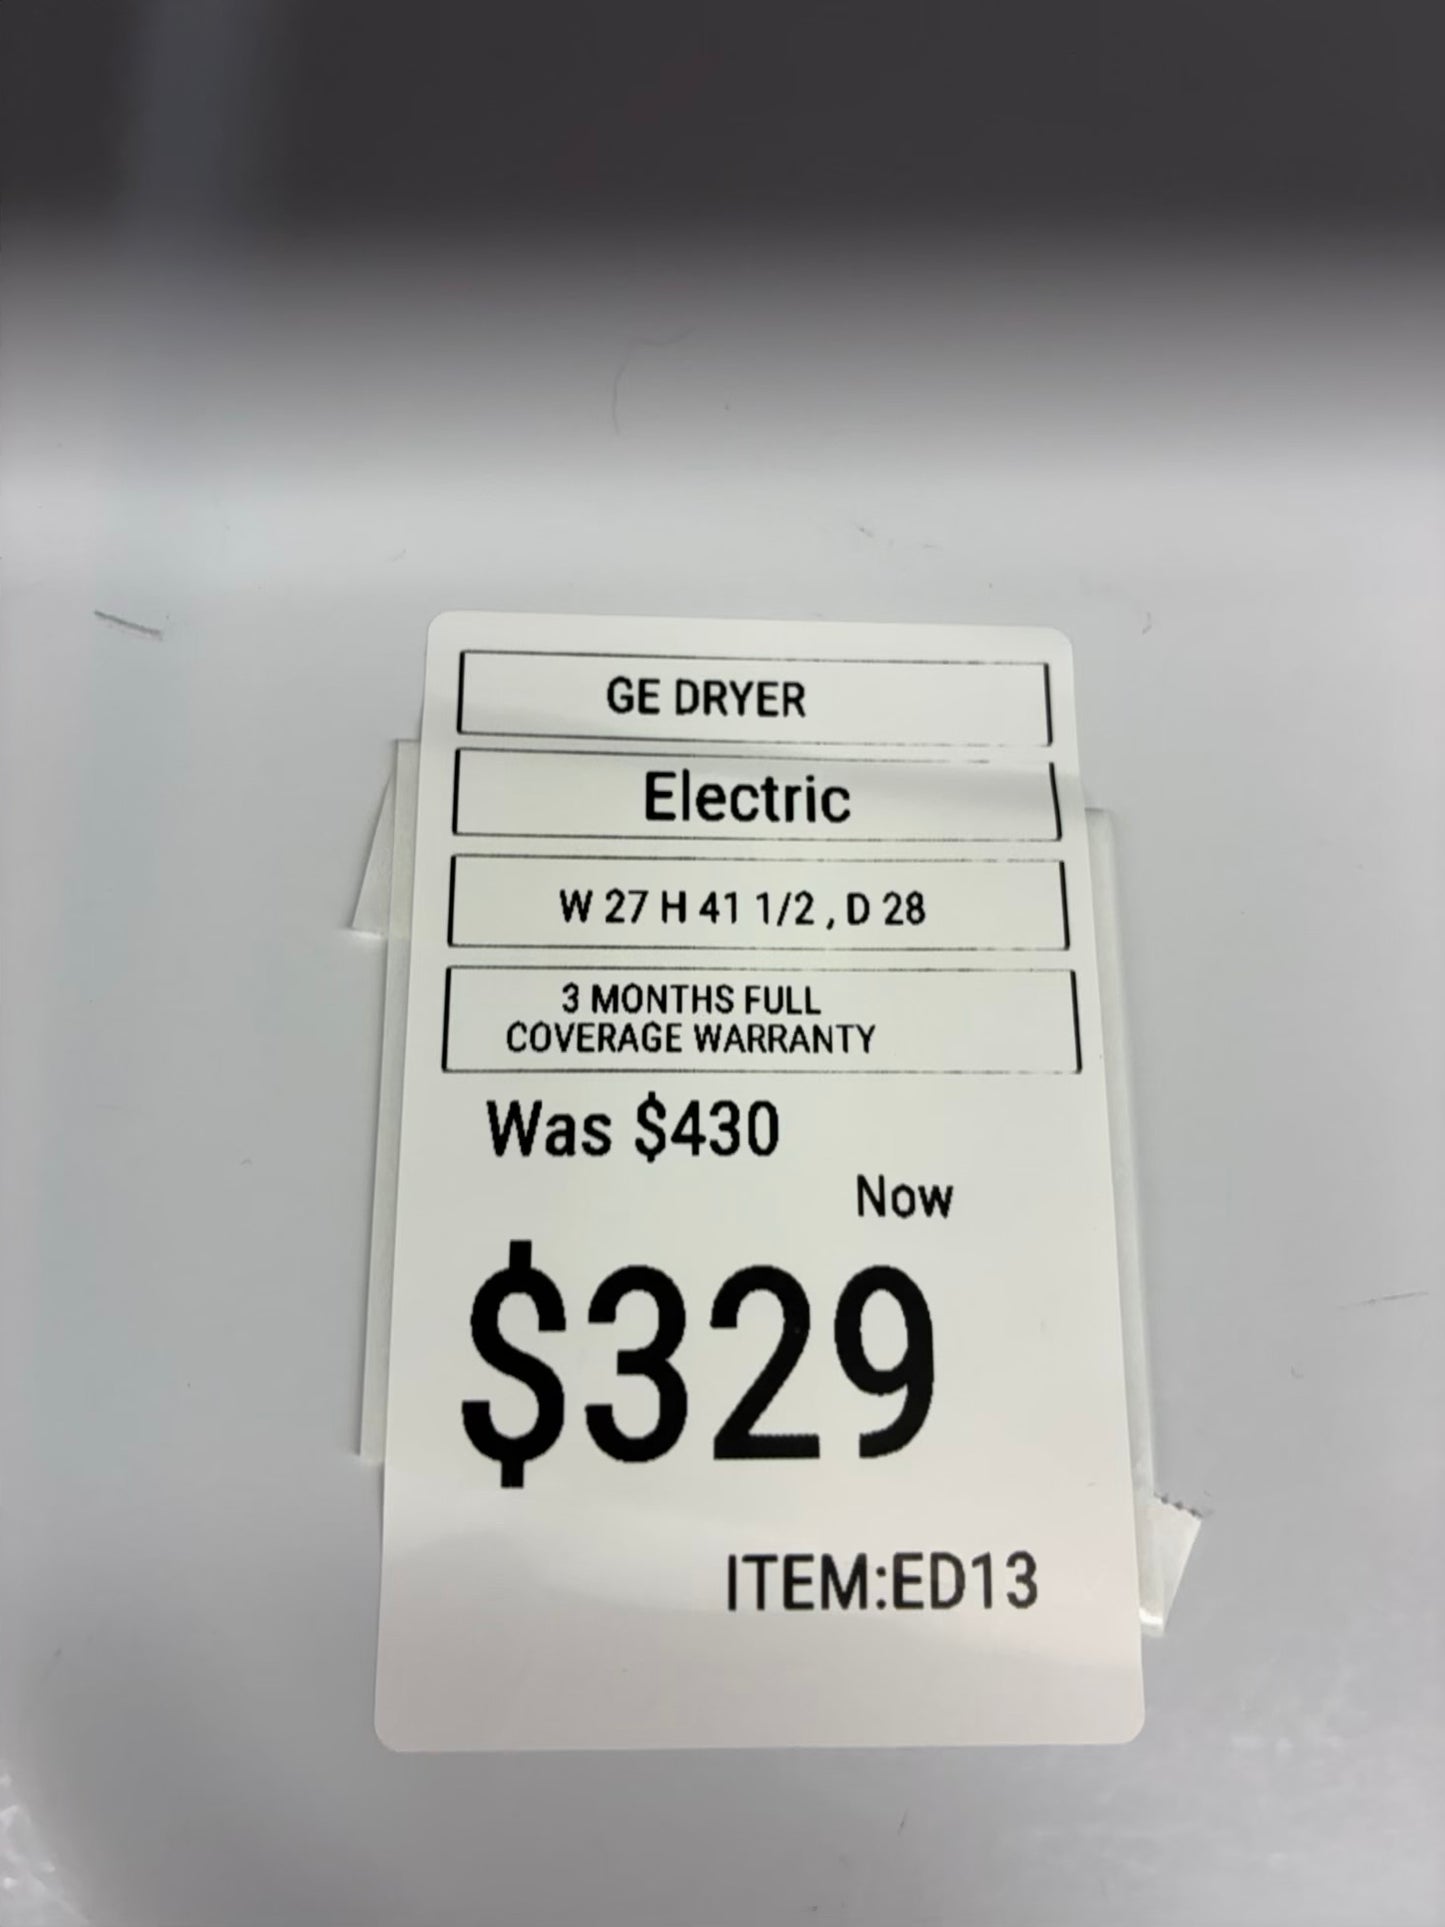 GE DRYER
Electric
W 27 H 41 1/2 , D 28
3 MONTHS FULL
COVERAGE WARRANTY
Was $430
Now
$329
ITEM:ED13